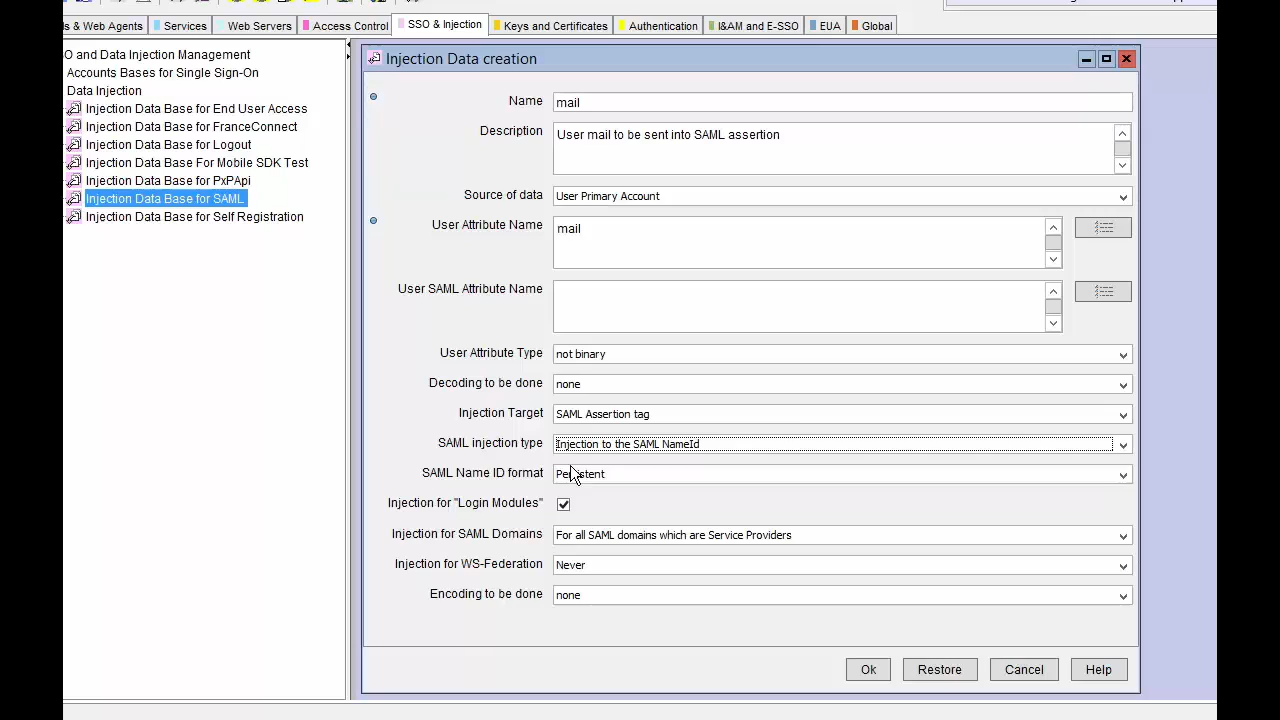 s & Web Agents
Services
Web Servers
Access Control
SSO & Injection
Keys and Certificates
Authentication
I&AM and E-SSO
EUA
Global
O and Data Injection Management
Accounts Bases for Single Sign-On
Data Injection
Injection Data Base for End User Access
Injection Data Base for FranceConnect
Injection Data Base for Logout
Injection Data Base For Mobile SDK Test
Injection Data Base for PxPApi
Injection Data Base for SAML
Injection Data Base for Self Registration
Injection Data creation
Name
mail
Description
User mail to be sent into SAML assertion
Source of data
User Primary Account
User Attribute Name
mail
User SAML Attribute Name
User Attribute Type
not binary
Decoding to be done
none
Injection Target
SAML Assertion tag
SAML injection type
Injection to the SAML NameId
SAML Name ID format
Persistent
Injection for "Login Modules"
Injection for SAML Domains
For all SAML domains which are Service Providers
Injection for WS-Federation
Never
Encoding to be done
none
Ok
Restore
Cancel
Help